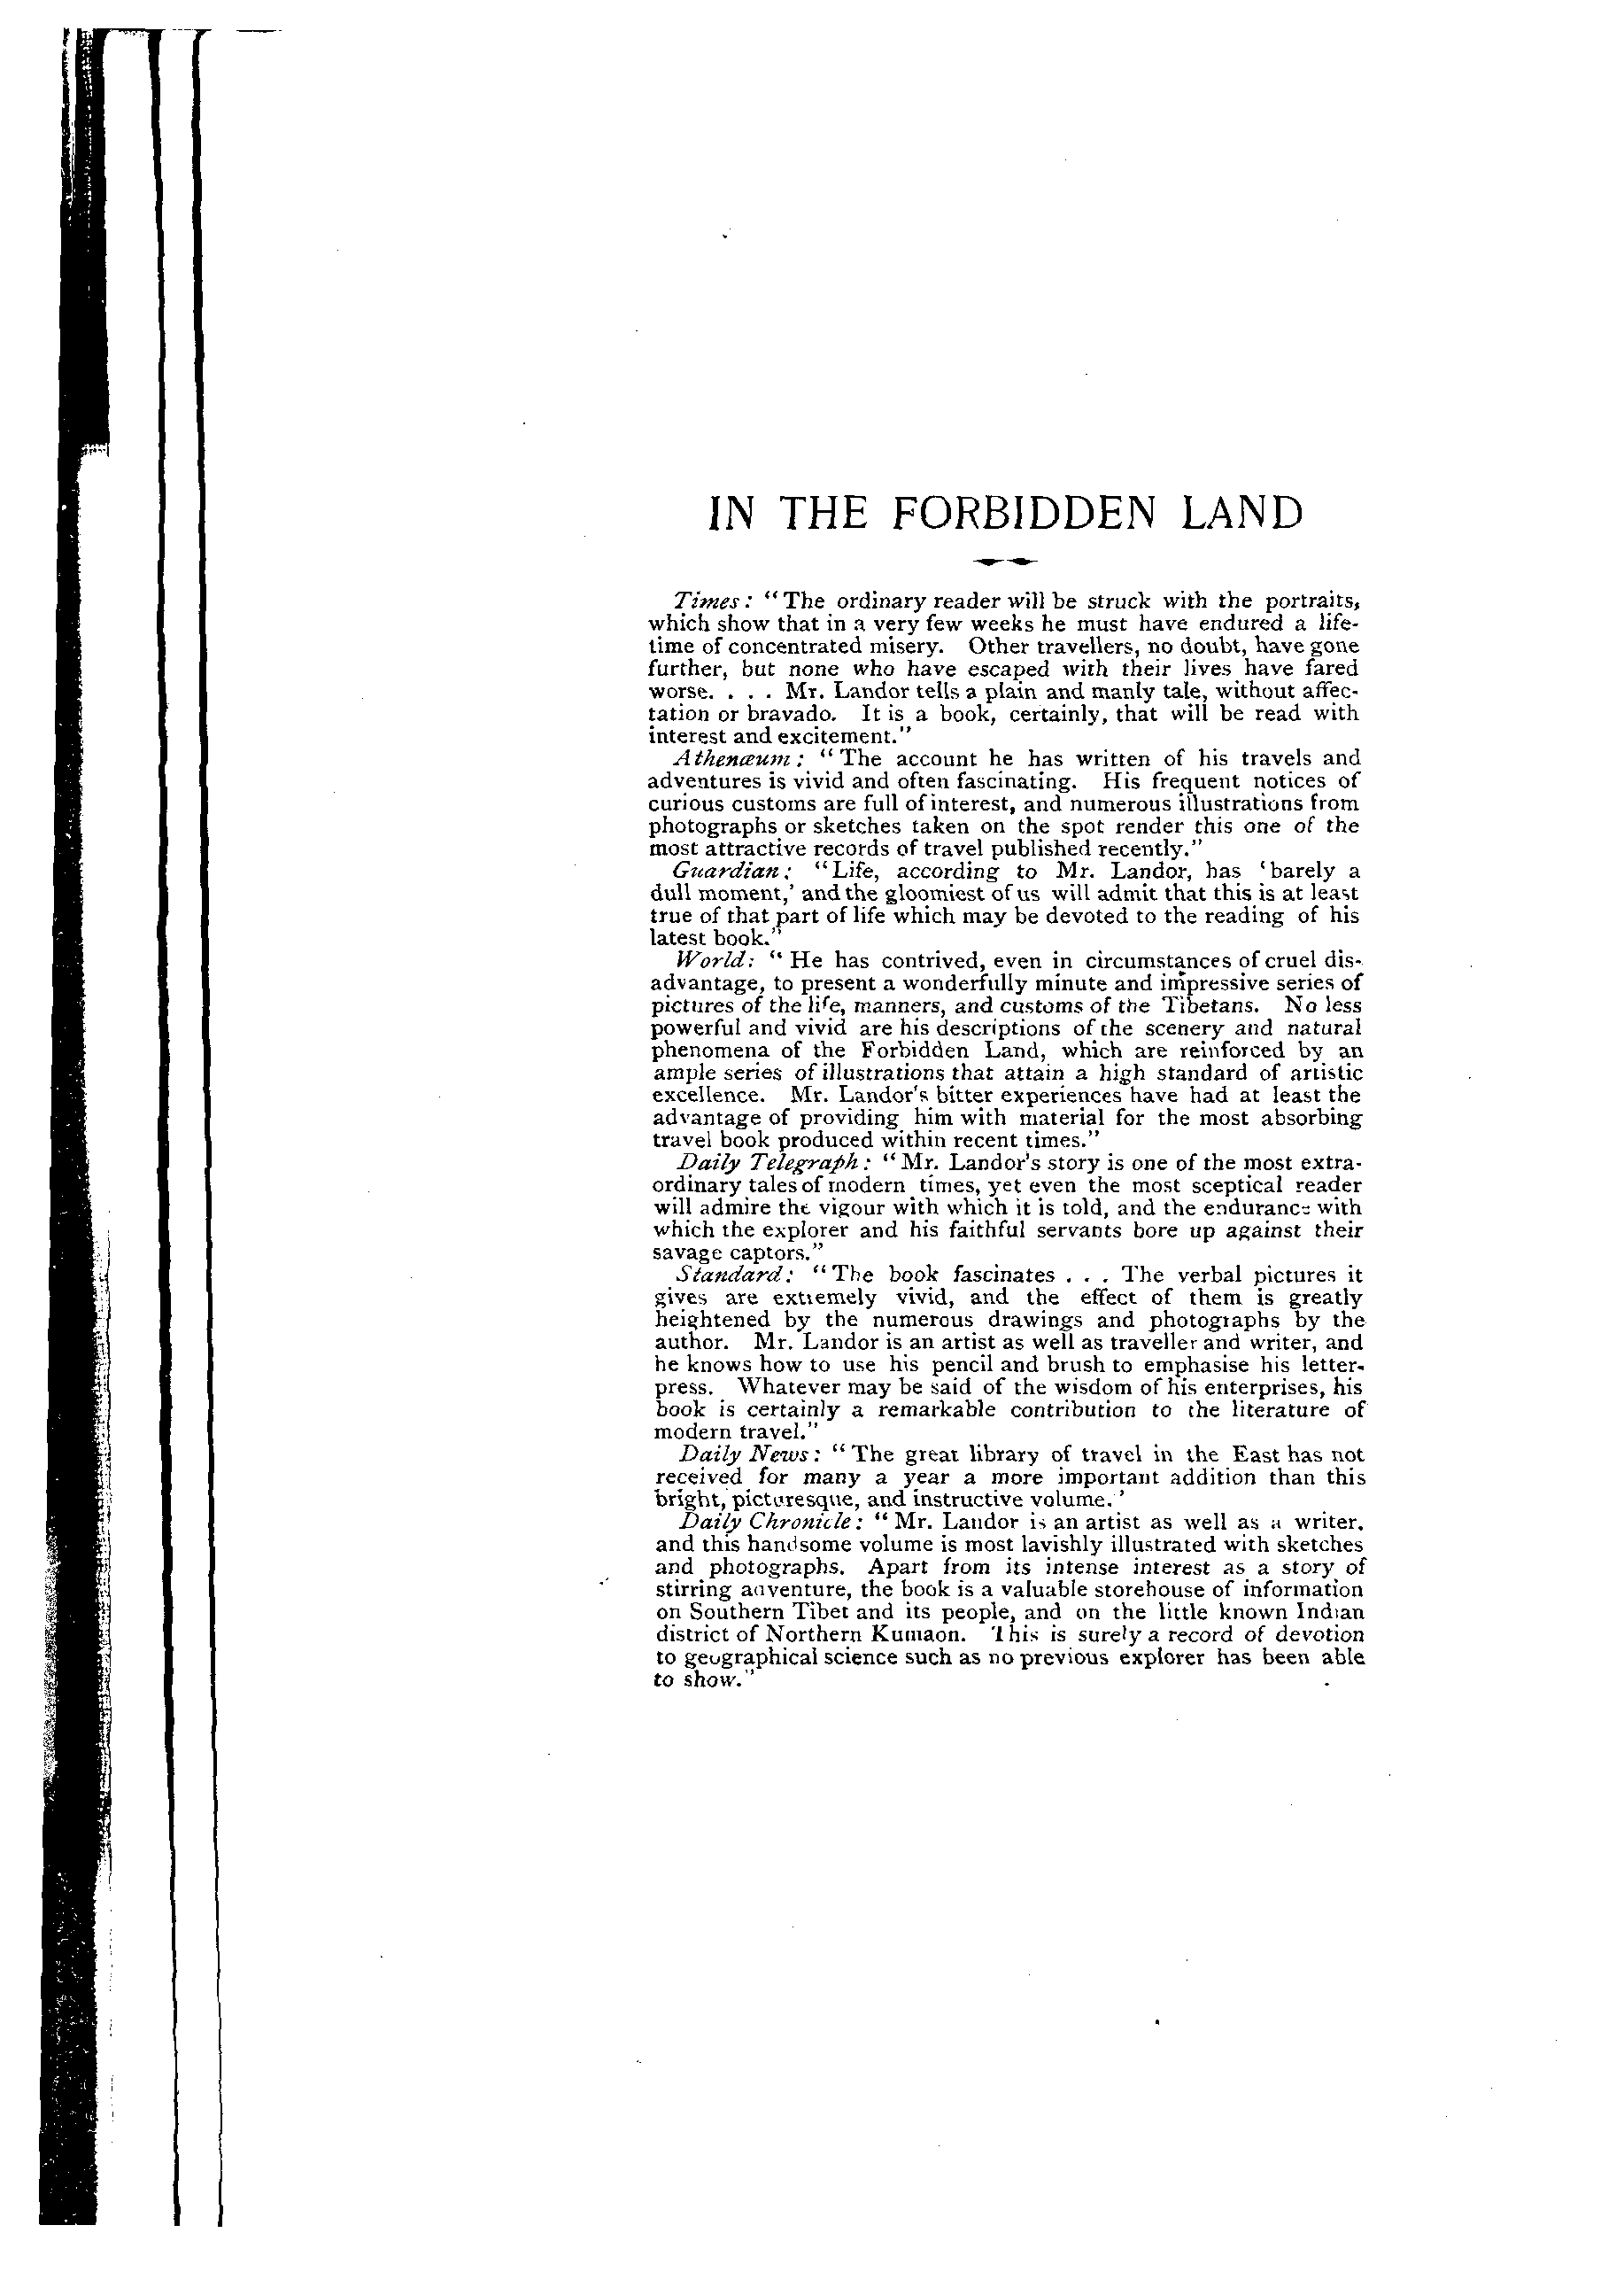 IN THE FORBIDDEN LAND
Times: "The ordinary reader will be struck with the portraits,
which show that in a very few weeks he must have endured a life-
time of concentrated misery. Other travellers, no doubt, have gone
further, but none who have escaped with their lives have fared
worse. . . . Mr. Landor tells a plain and manly tale, without affec-
tation or bravado. It is a book, certainly, that will be read with
interest and excitement."
Athenæum: "The account he has written of his travels and
adventures is vivid and often fascinating. His frequent notices of
curious customs are full of interest, and numerous illustrations from
photographs or sketches taken on the spot render this one of the
most attractive records of travel published recently."
Guardian: "Life, according to Mr. Landor, has 'barely a
dull moment,' and the gloomiest of us will admit that this is at least
true of that part of life which may be devoted to the reading of his
latest book."
World: "He has contrived, even in circumstances of cruel dis-
advantage, to present a wonderfully minute and impressive series of
pictures of the life, manners, and customs of the Tibetans. No less
powerful and vivid are his descriptions of the scenery and natural
phenomena of the Forbidden Land, which are reinforced by an
ample series of illustrations that attain a high standard of artistic
excellence. Mr. Landor's bitter experiences have had at least the
advantage of providing him with material for the most absorbing
travel book produced within recent times."
Daily Telegraph: "Mr. Landor's story is one of the most extra-
ordinary tales of modern times, yet even the most sceptical reader
will admire the vigour with which it is told, and the endurance with
which the explorer and his faithful servants bore up against their
savage captors."
Standard: "The book fascinates . . . The verbal pictures it
gives are extremely vivid, and the effect of them is greatly
heightened by the numerous drawings and photographs by the
author. Mr. Landor is an artist as well as traveller and writer, and
he knows how to use his pencil and brush to emphasise his letter-
press. Whatever may be said of the wisdom of his enterprises, his
book is certainly a remarkable contribution to the literature of
modern travel."
Daily News: "The great library of travel in the East has not
received for many a year a more important addition than this
bright, picturesque, and instructive volume.'
Daily Chronicle: "Mr. Landor is an artist as well as a writer.
and this handsome volume is most lavishly illustrated with sketches
and photographs. Apart from its intense interest as a story of
stirring adventure, the book is a valuable storehouse of information
on Southern Tibet and its people, and on the little known Indian
district of Northern Kumaon. This is surely a record of devotion
to geographical science such as no previous explorer has been able
to show."